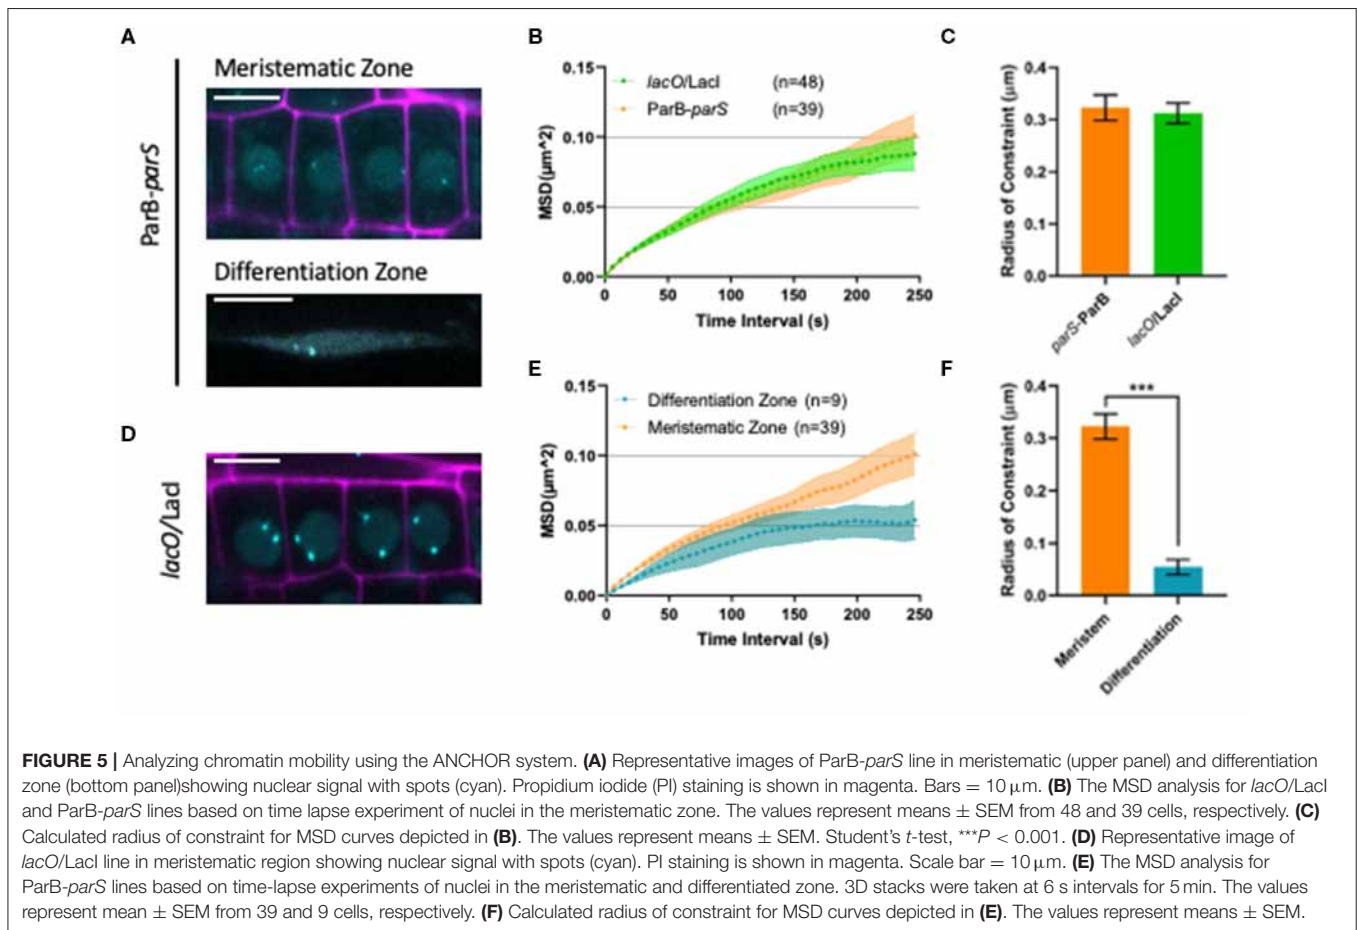 A
Meristematic Zone
ParB-parS
Differentiation Zone
B
0.15
0.10
0.05
0.00
MSD(µm^2)
lacO/LacI (n=48)
ParB-parS (n=39)
0 50 100 150 200 250
Time Interval (s)
C
0.4
0.3
0.2
0.1
0.0
Radius of Constraint (µm)
parS-ParB
lacO/LacI
D
lacO/LacI
E
0.15
0.10
0.05
0.00
MSD(µm^2)
Differentiation Zone (n=9)
Meristematic Zone (n=39)
0 50 100 150 200 250
Time Interval (s)
F
0.4
0.3
0.2
0.1
0.0
Radius of Constraint (µm)
***
Meristem
Differentiation
FIGURE 5 | Analyzing chromatin mobility using the ANCHOR system. (A) Representative images of ParB-parS line in meristematic (upper panel) and differentiation
zone (bottom panel)showing nuclear signal with spots (cyan). Propidium iodide (PI) staining is shown in magenta. Bars = 10 µm. (B) The MSD analysis for lacO/LacI
and ParB-parS lines based on time lapse experiment of nuclei in the meristematic zone. The values represent means ± SEM from 48 and 39 cells, respectively. (C)
Calculated radius of constraint for MSD curves depicted in (B). The values represent means ± SEM. Student's t-test, ***P < 0.001. (D) Representative image of
lacO/LacI line in meristematic region showing nuclear signal with spots (cyan). PI staining is shown in magenta. Scale bar = 10 µm. (E) The MSD analysis for
ParB-parS lines based on time-lapse experiments of nuclei in the meristematic and differentiated zone. 3D stacks were taken at 6 s intervals for 5 min. The values
represent mean ± SEM from 39 and 9 cells, respectively. (F) Calculated radius of constraint for MSD curves depicted in (E). The values represent means ± SEM.